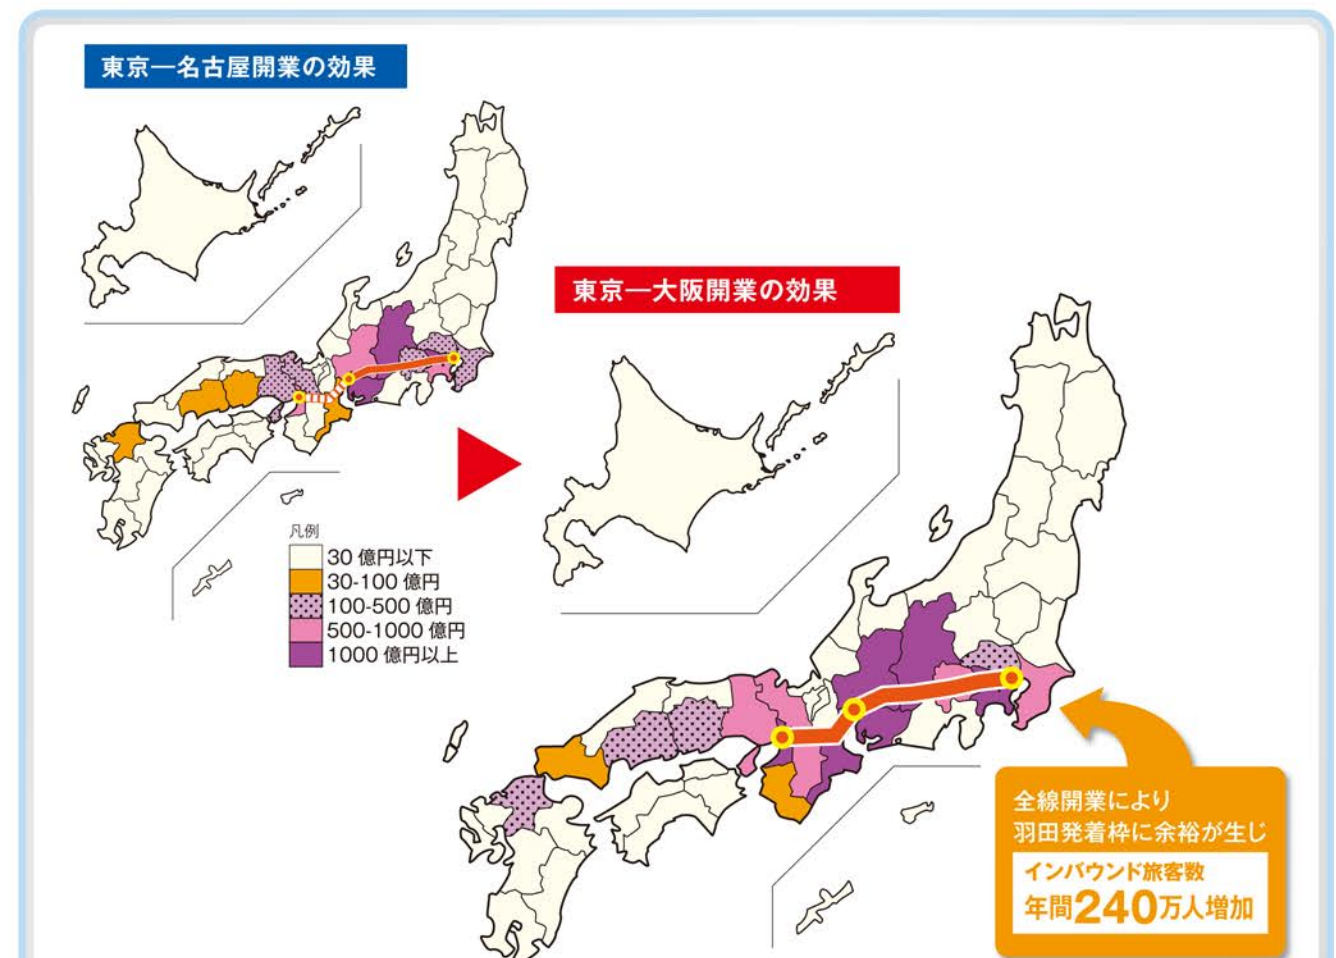 東京―名古屋開業の効果
東京―大阪開業の効果
凡例
30 億円以下
30-100 億円
100-500 億円
500-1000 億円
1000 億円以上
全線開業により
羽田発着枠に余裕が生じ
インバウンド旅客数
年間240万人増加